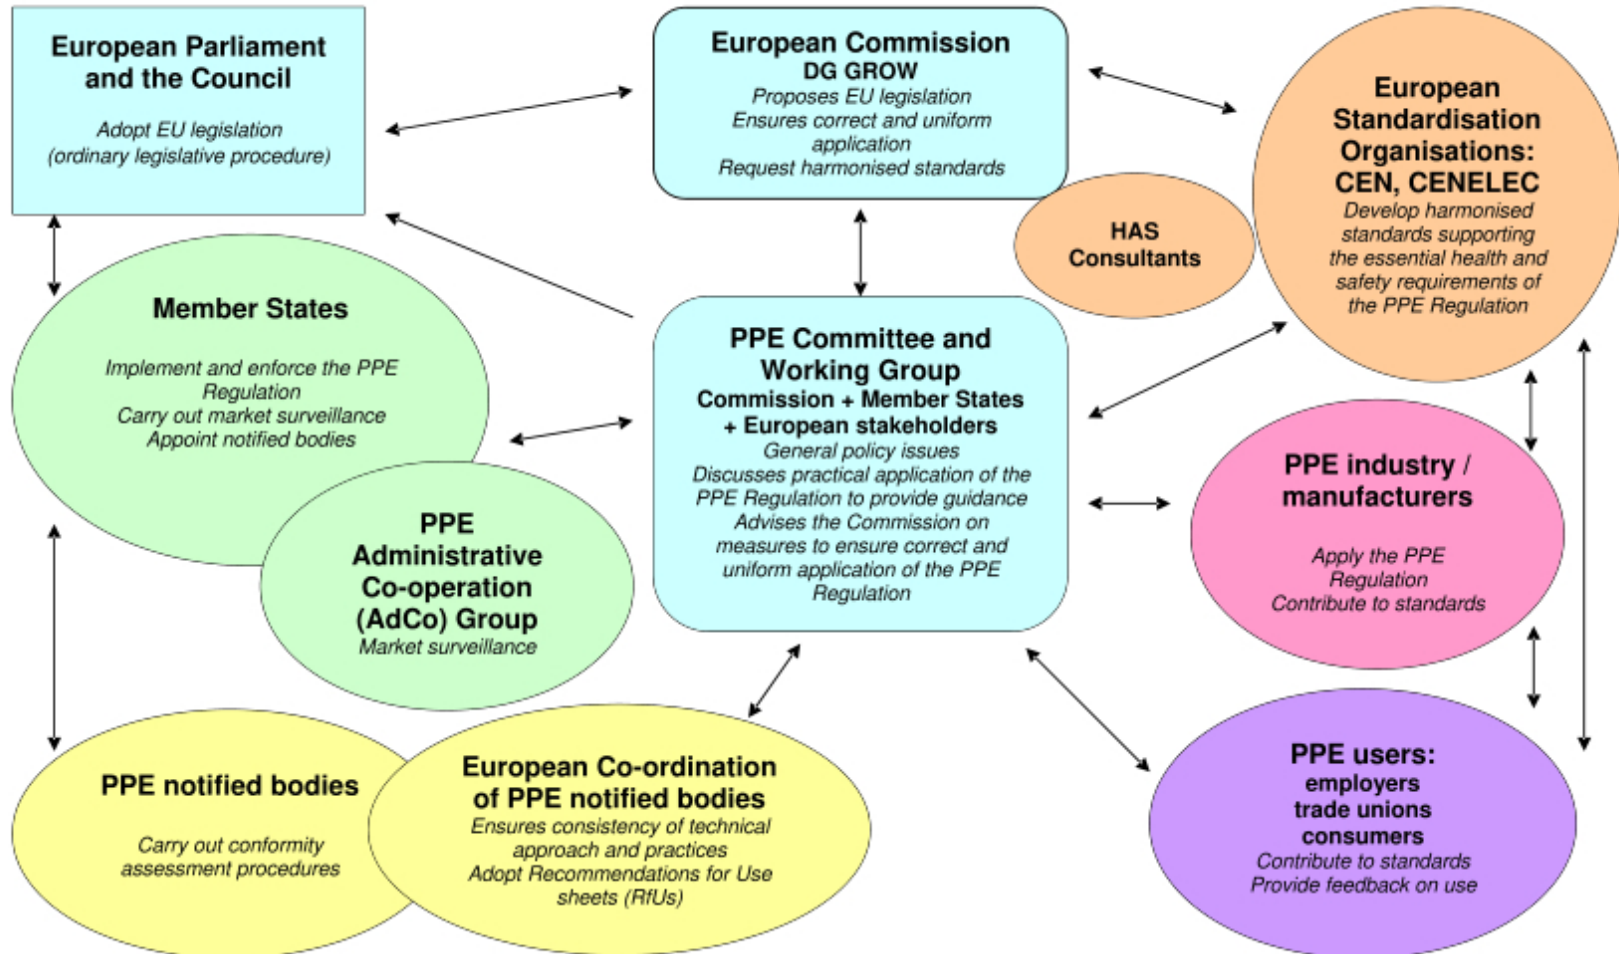 European Parliament
and the Council
Adopt EU legislation
(ordinary legislative procedure)
European Commission
DG GROW
Proposes EU legislation
Ensures correct and uniform
application
Request harmonised standards
European
Standardisation
Organisations:
CEN, CENELEC
Develop harmonised
standards supporting
the essential health and
safety requirements of
the PPE Regulation
HAS
Consultants
Member States
Implement and enforce the PPE
Regulation
Carry out market surveillance
Appoint notified bodies
PPE Committee and
Working Group
Commission + Member States
+ European stakeholders
General policy issues
Discusses practical application of the
PPE Regulation to provide guidance
Advises the Commission on
measures to ensure correct and
uniform application of the PPE
Regulation
PPE
Administrative
Co-operation
(AdCo) Group
Market surveillance
PPE industry /
manufacturers
Apply the PPE
Regulation
Contribute to standards
PPE notified bodies
Carry out conformity
assessment procedures
European Co-ordination
of PPE notified bodies
Ensures consistency of technical
approach and practices
Adopt Recommendations for Use
sheets (RfUs)
PPE users:
employers
trade unions
consumers
Contribute to standards
Provide feedback on use